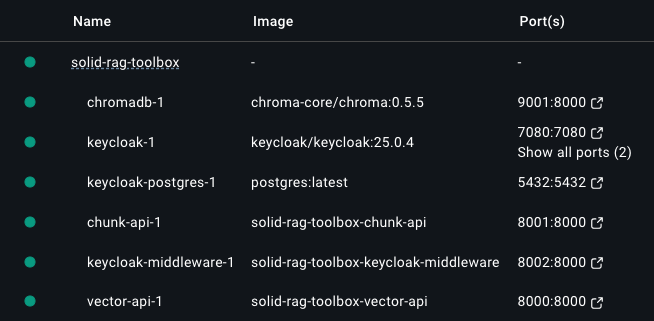 Name Image Port(s)
solid-rag-toolbox - -
chromadb-1 chroma-core/chroma:0.5.5 9001:8000
keycloak-1 keycloak/keycloak:25.0.4 7080:7080
Show all ports (2)
keycloak-postgres-1 postgres:latest 5432:5432
chunk-api-1 solid-rag-toolbox-chunk-api 8001:8000
keycloak-middleware-1 solid-rag-toolbox-keycloak-middleware 8002:8000
vector-api-1 solid-rag-toolbox-vector-api 8000:8000